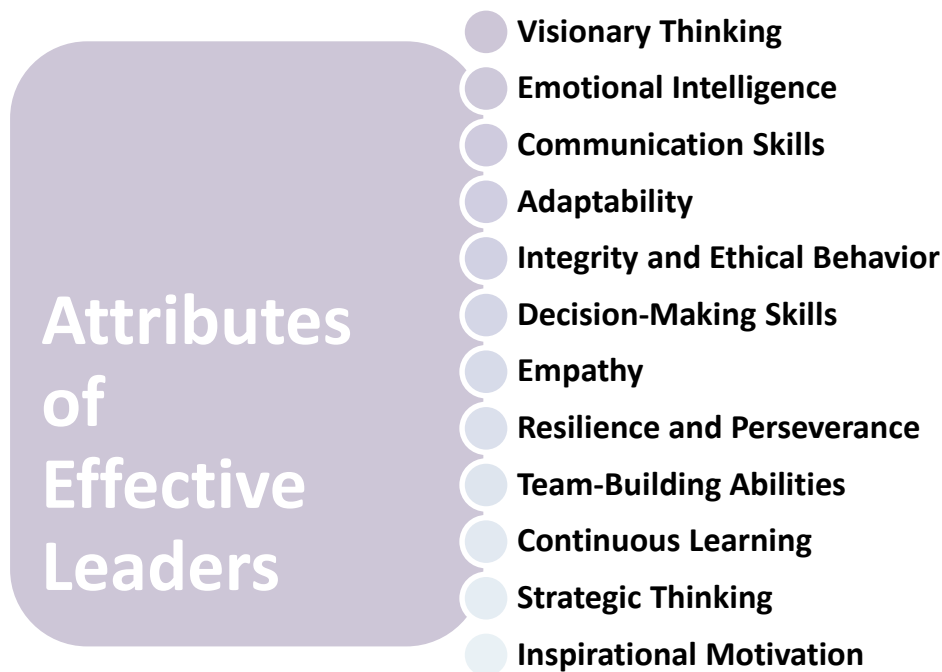 Attributes
of
Effective
Leaders
Visionary Thinking
Emotional Intelligence
Communication Skills
Adaptability
Integrity and Ethical Behavior
Decision-Making Skills
Empathy
Resilience and Perseverance
Team-Building Abilities
Continuous Learning
Strategic Thinking
Inspirational Motivation